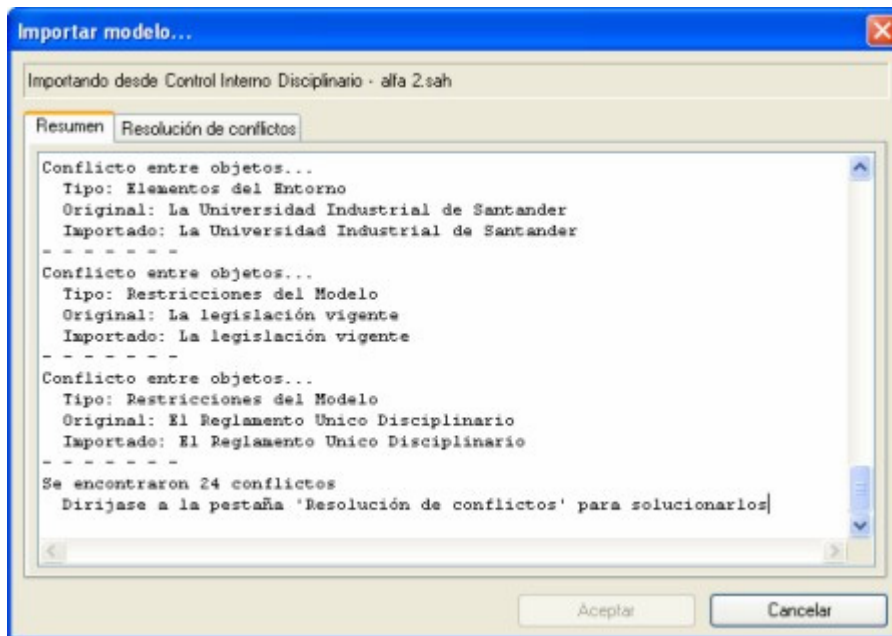 Importar modelo...
Importando desde Control Interno Disciplinario - alfa 2.sah
Resumen
Resolución de conflictos
Conflicto entre objetos...
Tipo: Elementos del Entorno
Original: La Universidad Industrial de Santander
Importado: La Universidad Industrial de Santander
- - - - - - -
Conflicto entre objetos...
Tipo: Restricciones del Modelo
Original: La legislación vigente
Importado: La legislación vigente
- - - - - - -
Conflicto entre objetos...
Tipo: Restricciones del Modelo
Original: El Reglamento Unico Disciplinario
Importado: El Reglamento Unico Disciplinario
- - - - - - -
Se encontraron 24 conflictos
Dirijase a la pestaña 'Resolución de conflictos' para solucionarlos
Aceptar
Cancelar